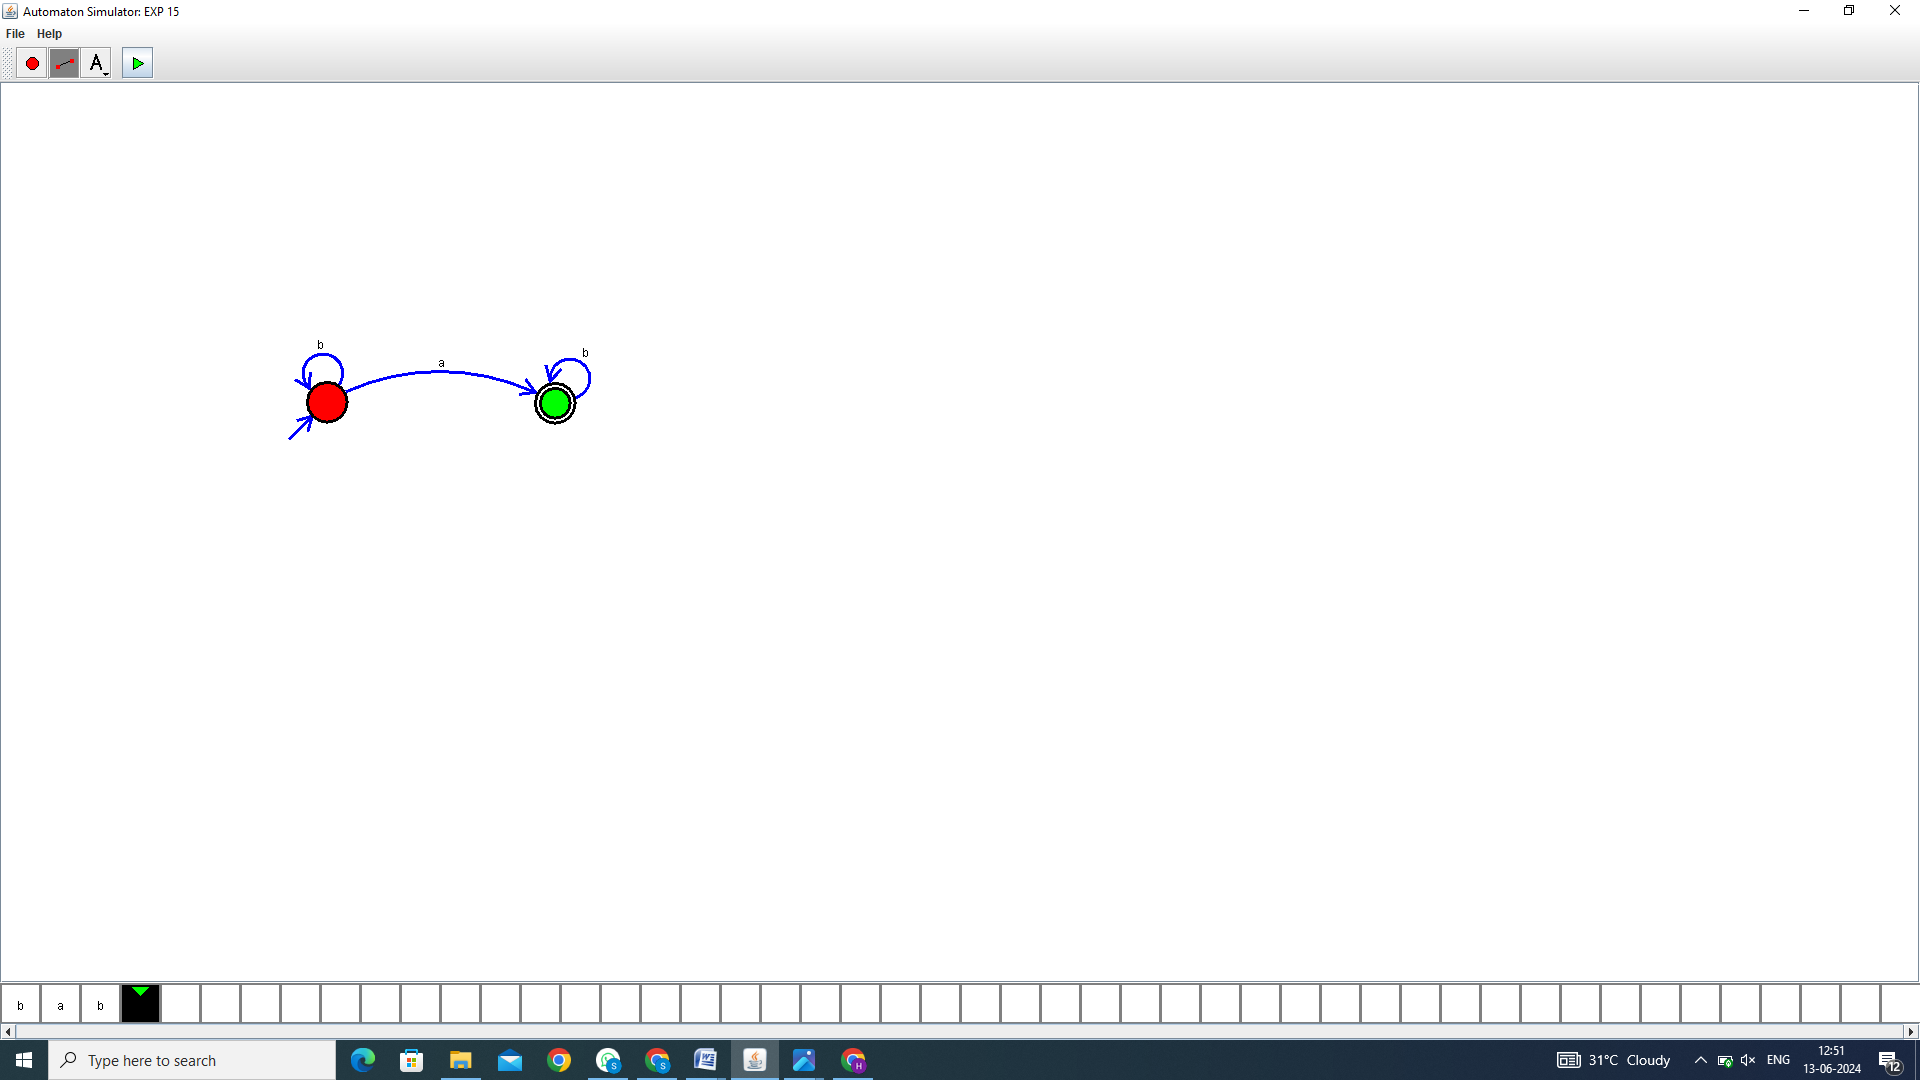 Automaton Simulator: EXP 15
File Help
A
b
b
a
b a b
Type here to search
S
S
W
H
31°C Cloudy
ENG
12:51
13-06-2024
12